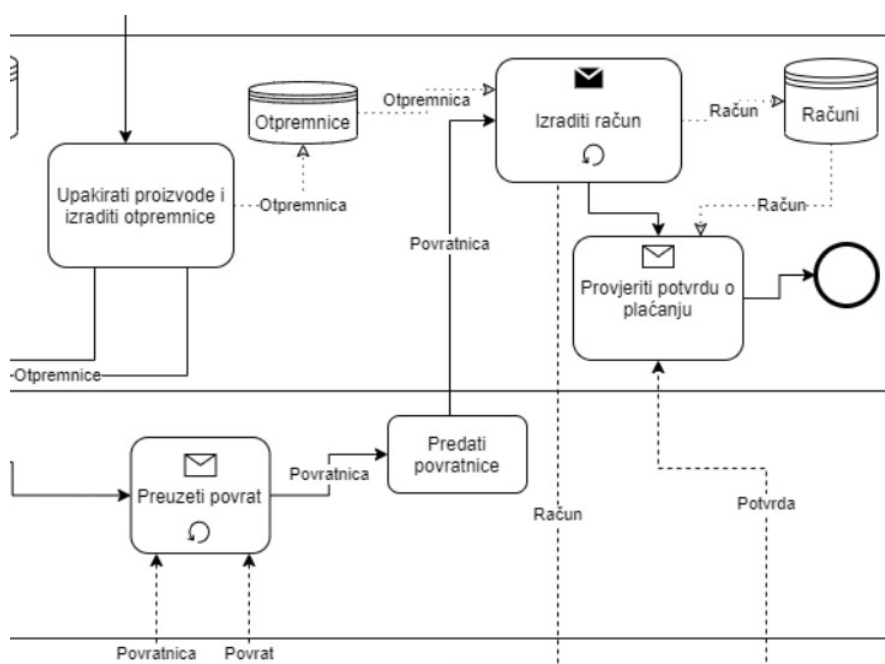 Otpremnice
Otpremnica
Izraditi račun
Račun
Računi
Upakirati proizvode i
izraditi otpremnice
Otpremnica
Račun
Povratnica
Provjeriti potvrdu o
plaćanju
Otpremnice
Predati
povratnice
Povratnica
Preuzeti povrat
Račun
Potvrda
Povratnica
Povrat